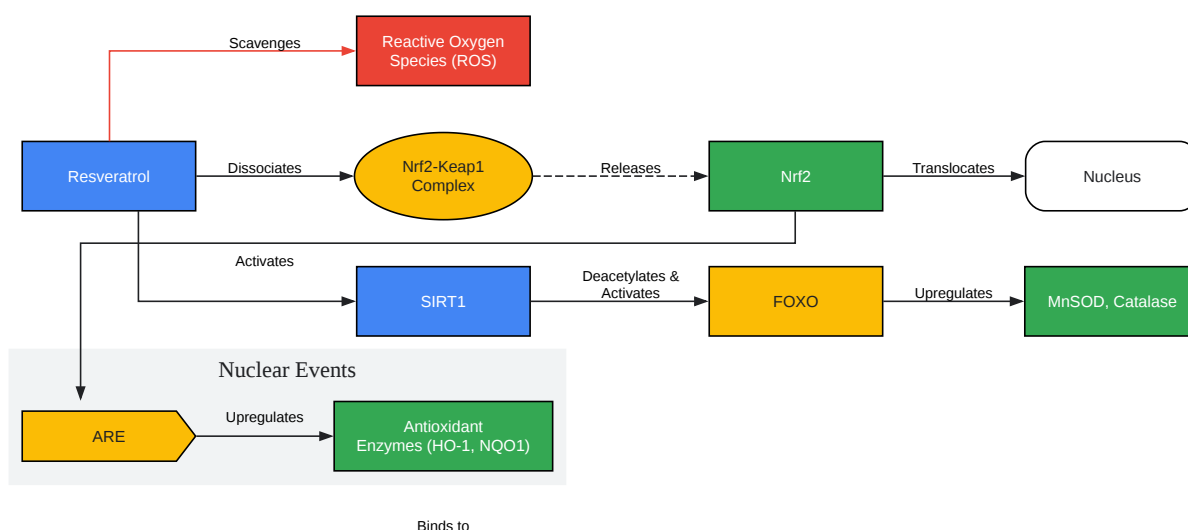 Scavenges
Reactive Oxygen
Species (ROS)
Resveratrol
Dissociates
Nrf2-Keap1
Complex
Releases
Nrf2
Translocates
Nucleus
Activates
SIRT1
Deacetylates &
Activates
FOXO
Upregulates
MnSOD, Catalase
Nuclear Events
ARE
Upregulates
Antioxidant
Enzymes (HO-1, NQO1)
Binds to